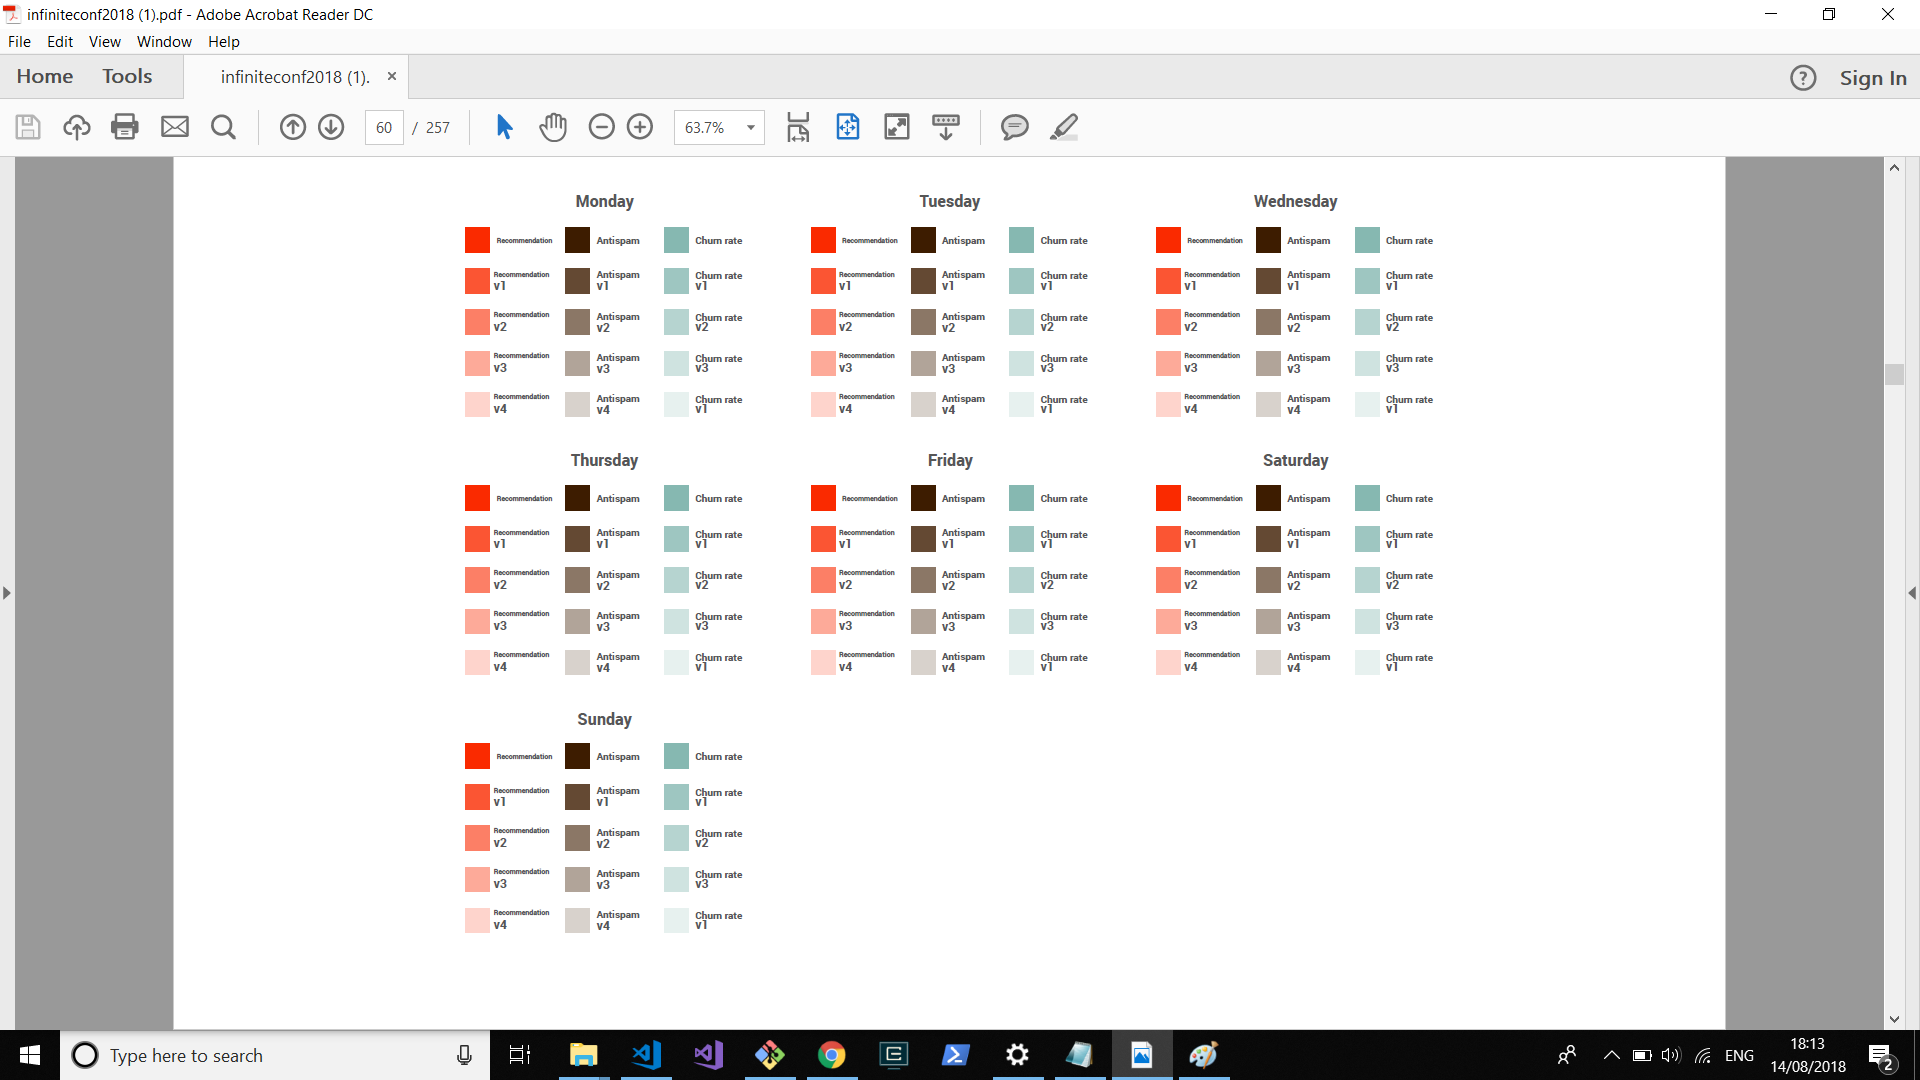 infiniteconf2018 (1).pdf - Adobe Acrobat Reader DC
File Edit View Window Help
Home Tools infiniteconf2018 (1). × ? Sign In
60 / 257 63.7%
Monday Tuesday Wednesday
Recommendation Antispam Churn rate Recommendation Antispam Churn rate Recommendation Antispam Churn rate
Recommendation Antispam Churn rate Recommendation Antispam Churn rate Recommendation Antispam Churn rate
v1 v1 v1 v1 v1 v1 v1 v1 v1
Recommendation Antispam Churn rate Recommendation Antispam Churn rate Recommendation Antispam Churn rate
v2 v2 v2 v2 v2 v2 v2 v2 v2
Recommendation Antispam Churn rate Recommendation Antispam Churn rate Recommendation Antispam Churn rate
v3 v3 v3 v3 v3 v3 v3 v3 v3
Recommendation Antispam Churn rate Recommendation Antispam Churn rate Recommendation Antispam Churn rate
v4 v4 v1 v4 v4 v1 v4 v4 v1
Thursday Friday Saturday
Recommendation Antispam Churn rate Recommendation Antispam Churn rate Recommendation Antispam Churn rate
Recommendation Antispam Churn rate Recommendation Antispam Churn rate Recommendation Antispam Churn rate
v1 v1 v1 v1 v1 v1 v1 v1 v1
Recommendation Antispam Churn rate Recommendation Antispam Churn rate Recommendation Antispam Churn rate
v2 v2 v2 v2 v2 v2 v2 v2 v2
Recommendation Antispam Churn rate Recommendation Antispam Churn rate Recommendation Antispam Churn rate
v3 v3 v3 v3 v3 v3 v3 v3 v3
Recommendation Antispam Churn rate Recommendation Antispam Churn rate Recommendation Antispam Churn rate
v4 v4 v1 v4 v4 v1 v4 v4 v1
Sunday
Recommendation Antispam Churn rate
Recommendation Antispam Churn rate
v1 v1 v1
Recommendation Antispam Churn rate
v2 v2 v2
Recommendation Antispam Churn rate
v3 v3 v3
Recommendation Antispam Churn rate
v4 v4 v1
Type here to search ENG 18:13
14/08/2018 2